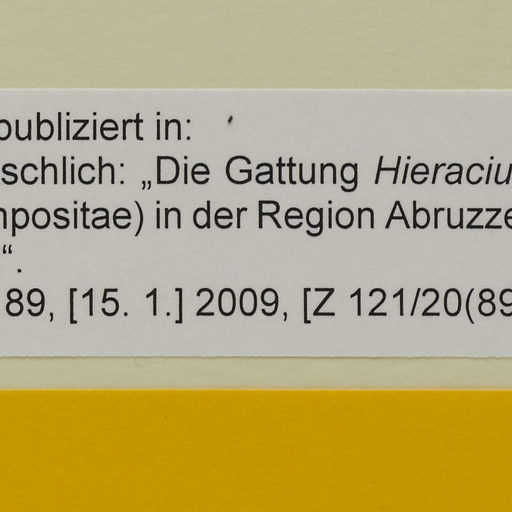 publiziert in:
schlich: „Die Gattung Hieraciu
npositae) in der Region Abruzze
“.
89, [15. 1.] 2009, [Z 121/20(89